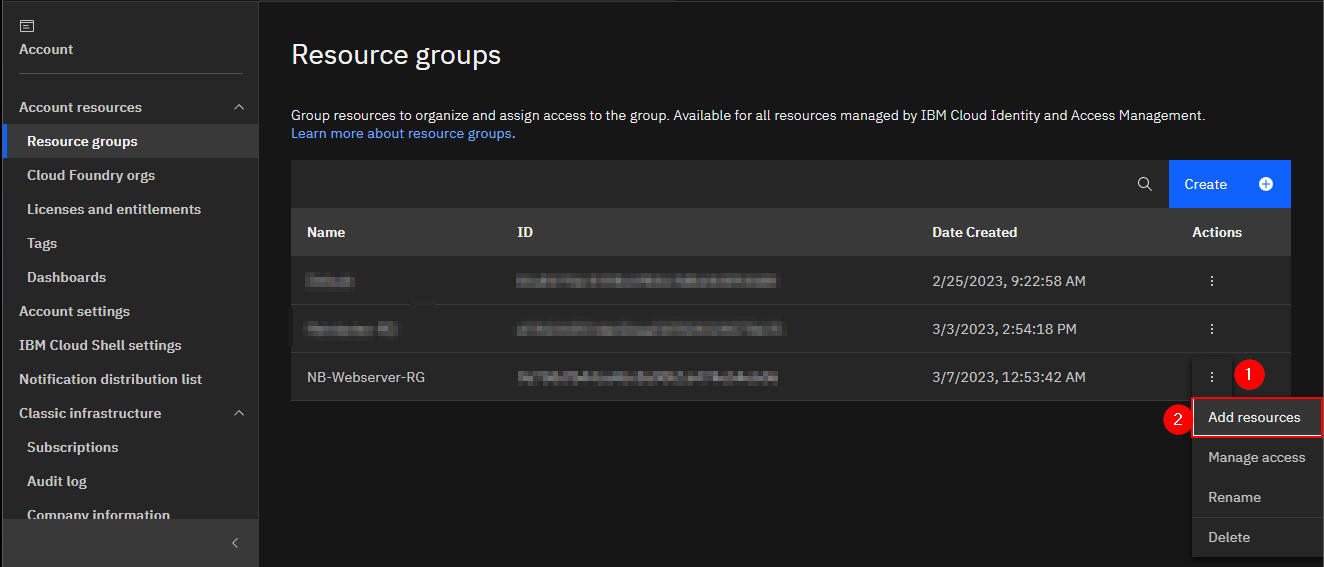 Account
Account resources
Resource groups
Cloud Foundry orgs
Licenses and entitlements
Tags
Dashboards
Account settings
IBM Cloud Shell settings
Notification distribution list
Classic infrastructure
Subscriptions
Audit log
Company information
Resource groups
Group resources to organize and assign access to the group. Available for all resources managed by IBM Cloud Identity and Access Management.
Learn more about resource groups.
Create
Name ID Date Created Actions
2/25/2023, 9:22:58 AM
3/3/2023, 2:54:18 PM
NB-Webserver-RG 3/7/2023, 12:53:42 AM 1
2 Add resources
Manage access
Rename
Delete